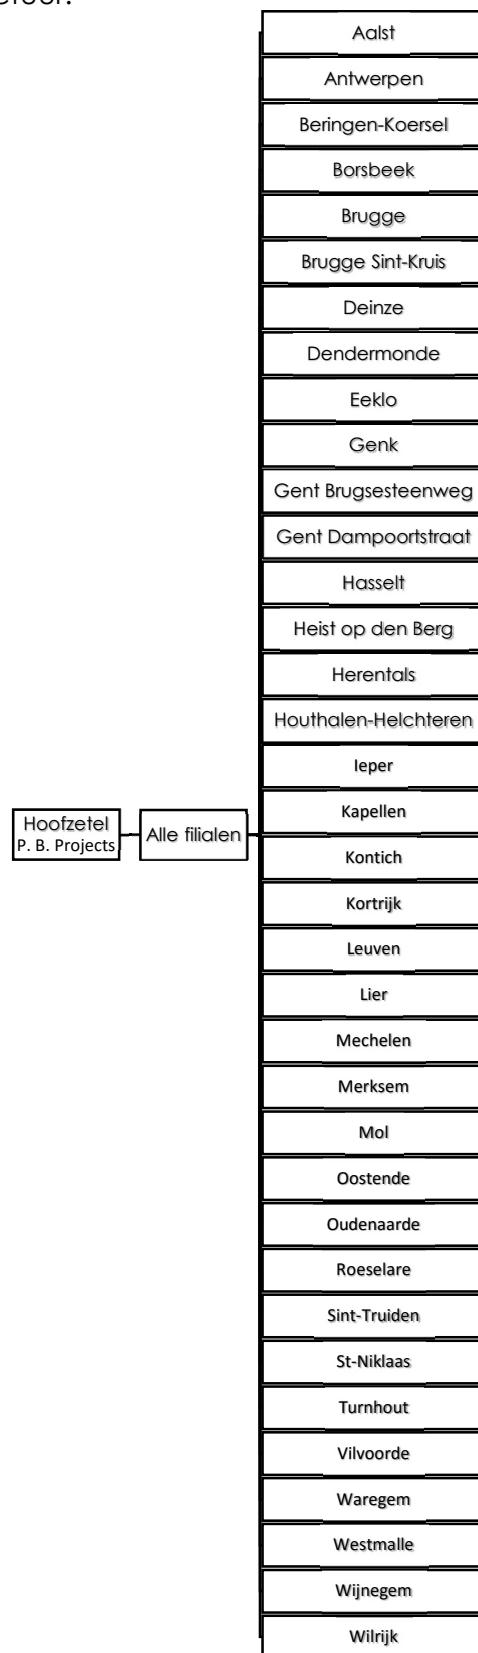 Aalst
Antwerpen
Beringen-Koersel
Borsbeek
Brugge
Brugge Sint-Kruis
Deinze
Dendermonde
Eeklo
Genk
Gent Brugsesteenweg
Gent Dampoortstraat
Hasselt
Heist op den Berg
Herentals
Houthalen-Helchteren
Ieper
Hoofzetel
P. B. Projects
Alle filialen
Kapellen
Kontich
Kortrijk
Leuven
Lier
Mechelen
Merksem
Mol
Oostende
Oudenaarde
Roeselare
Sint-Truiden
St-Niklaas
Turnhout
Vilvoorde
Waregem
Westmalle
Wijnegem
Wilrijk